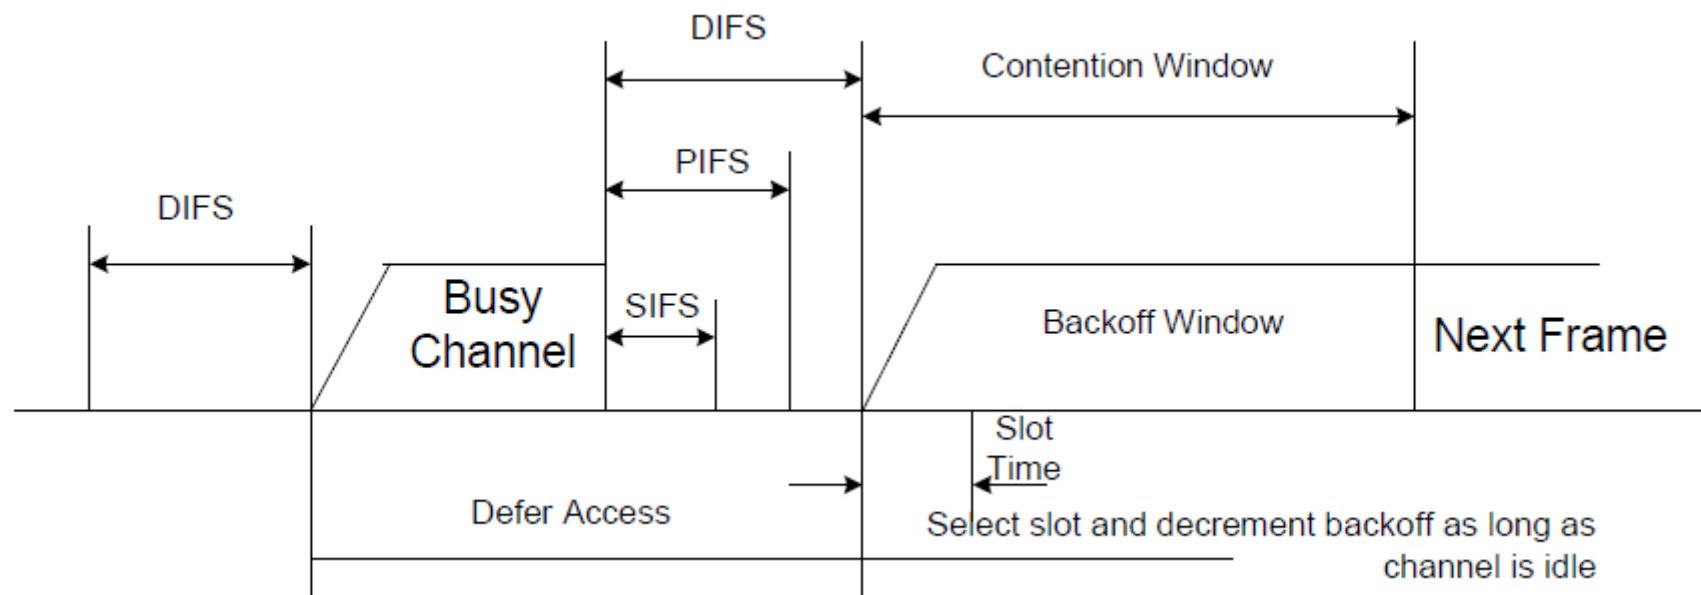 DIFS
Contention Window
PIFS
DIFS
Busy
Channel
SIFS
Backoff Window
Next Frame
Slot
Time
Defer Access
Select slot and decrement backoff as long as
channel is idle